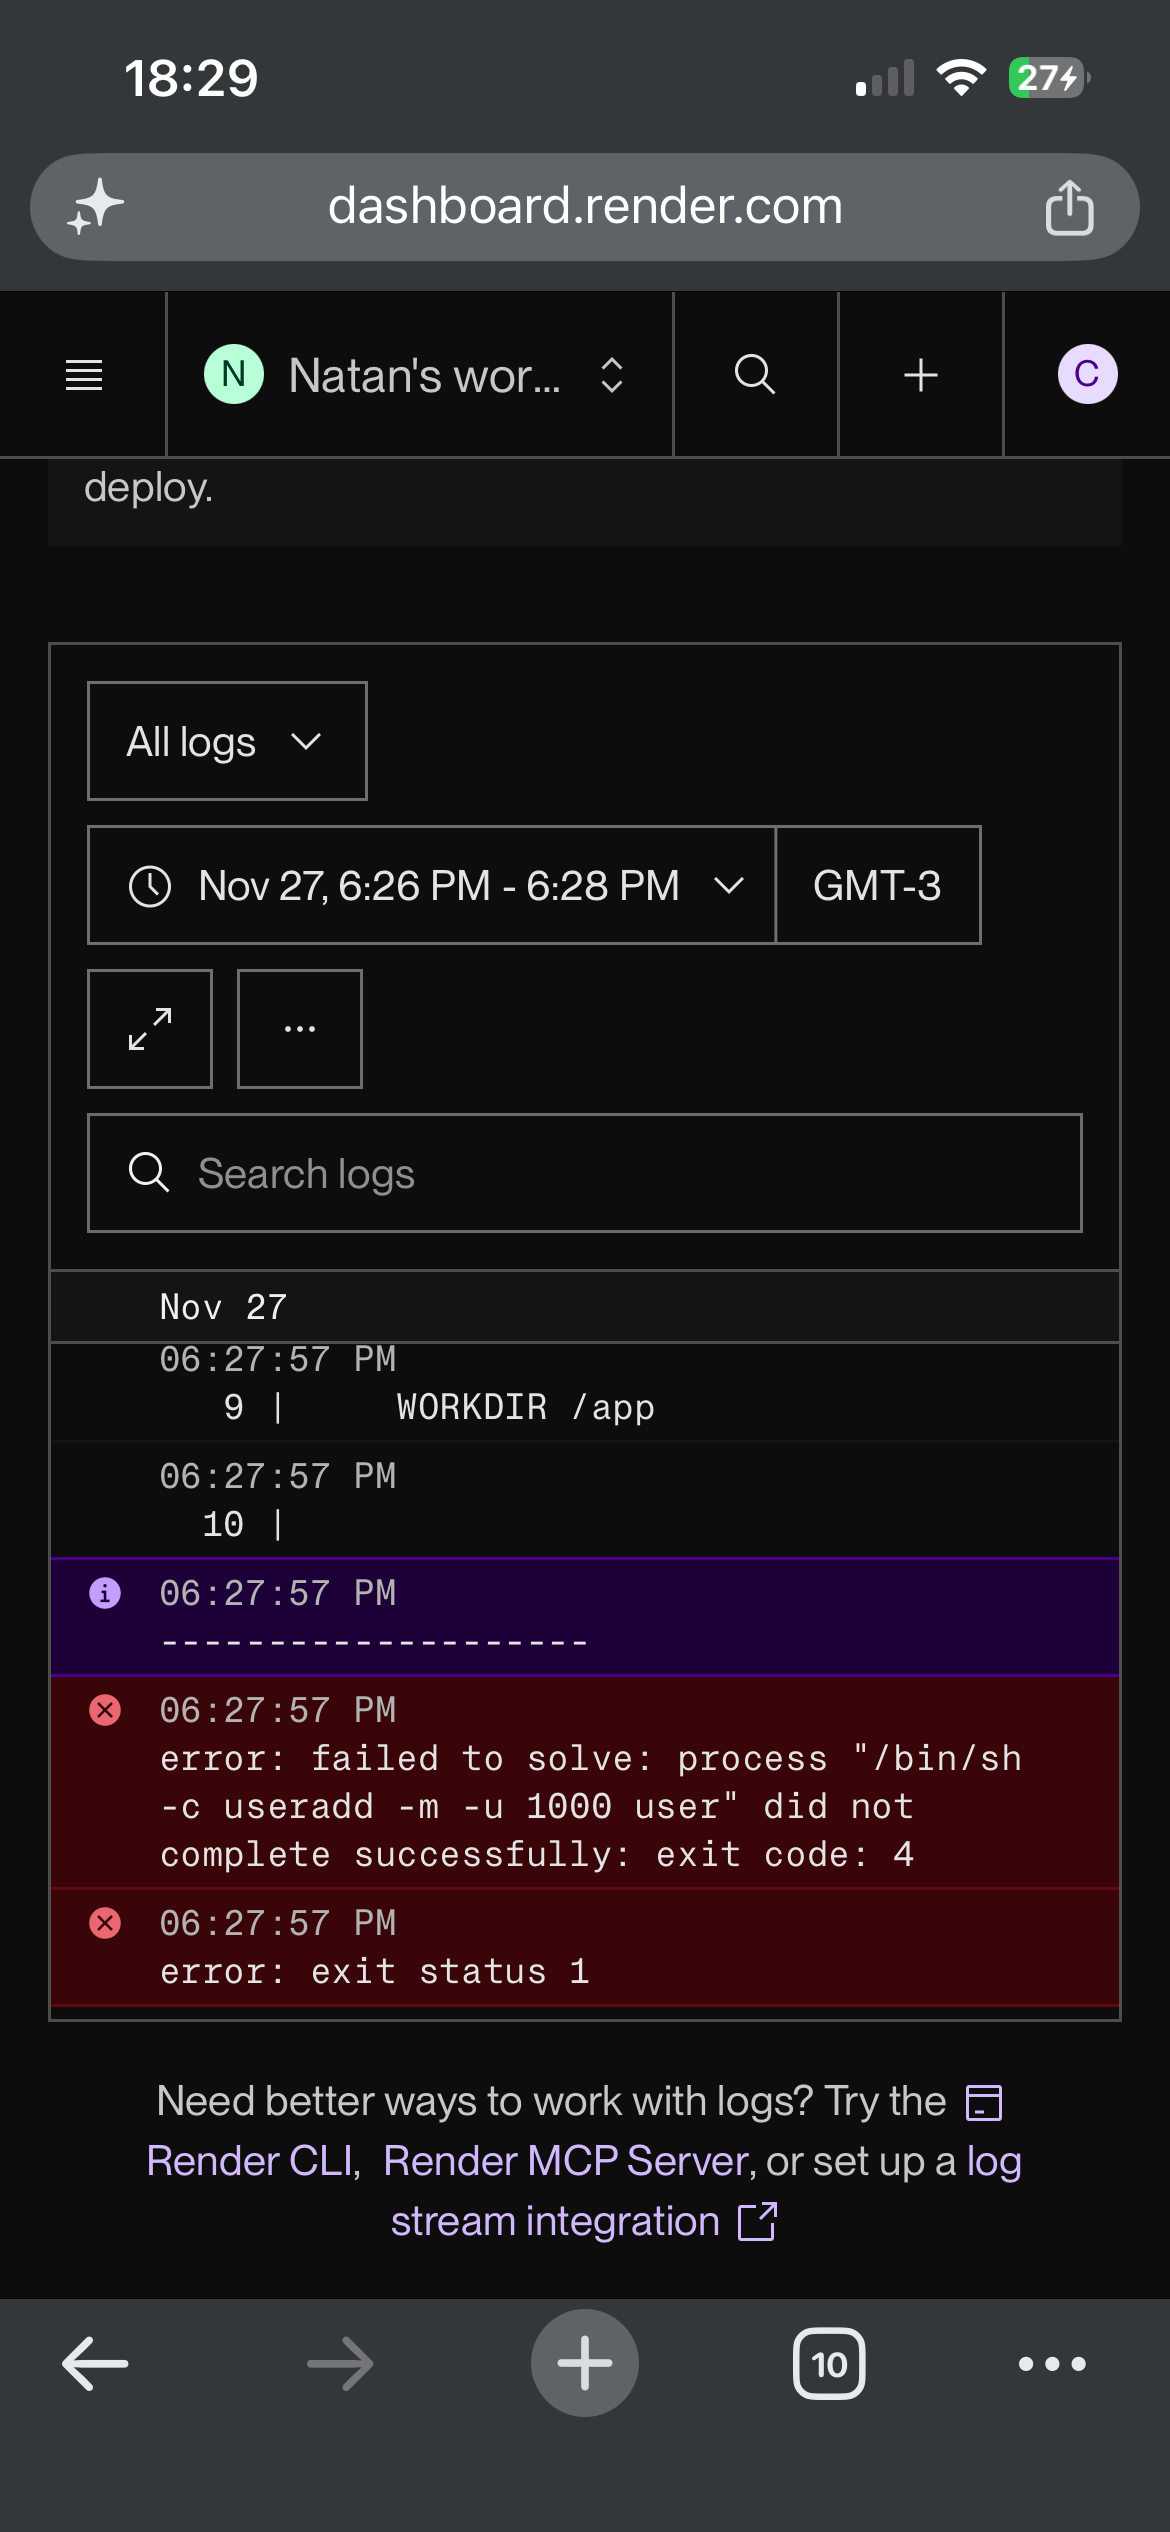 18:29
27
dashboard.render.com
N Natan's wor...
C
deploy.
All logs
Nov 27, 6:26 PM - 6:28 PM
GMT-3
Search logs
Nov 27
06:27:57 PM
9 | WORKDIR /app
06:27:57 PM
10 |
06:27:57 PM
--------------------
06:27:57 PM
error: failed to solve: process "/bin/sh
-c useradd -m -u 1000 user" did not
complete successfully: exit code: 4
06:27:57 PM
error: exit status 1
Need better ways to work with logs? Try the
Render CLI, Render MCP Server, or set up a log
stream integration
10